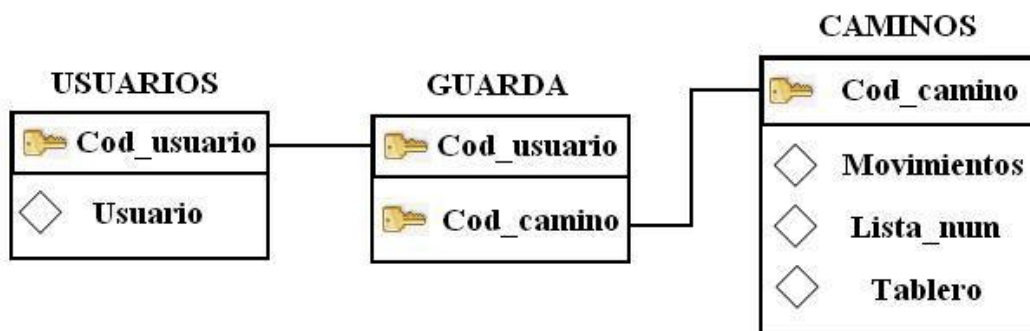 USUARIOS
Cod_usuario
Usuario
GUARDA
Cod_usuario
Cod_camino
CAMINOS
Cod_camino
Movimientos
Lista_num
Tablero